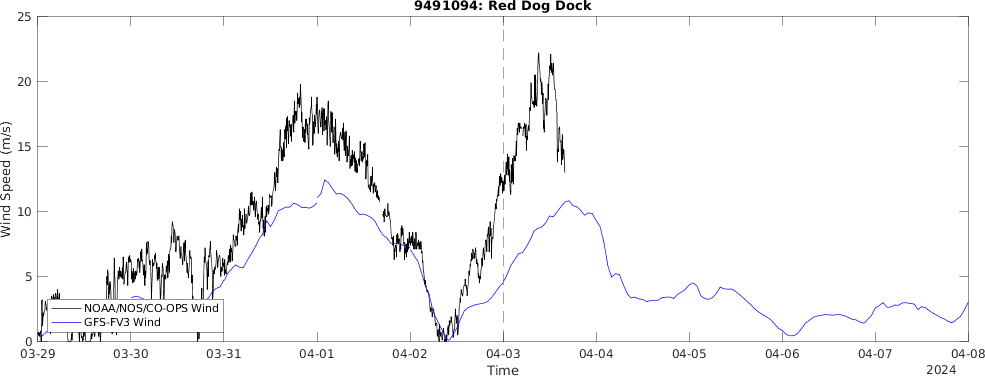 9491094: Red Dog Dock
Wind Speed (m/s)
25
20
15
10
5
0
NOAA/NOS/CO-OPS Wind
GFS-FV3 Wind
03-29 03-30 03-31 04-01 04-02 04-03 04-04 04-05 04-06 04-07 04-08
Time
2024